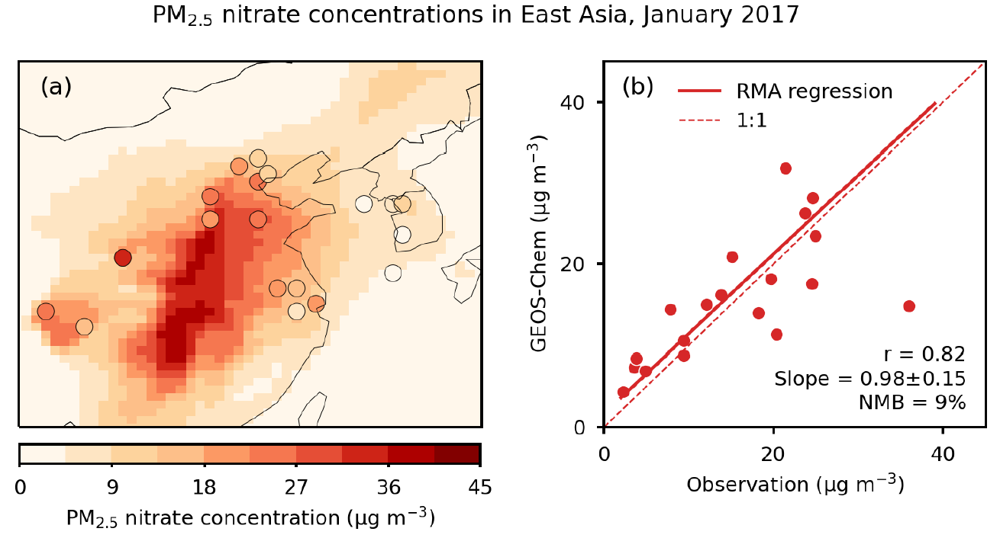 PM₂.₅ nitrate concentrations in East Asia, January 2017
(a)
0 9 18 27 36 45
PM₂.₅ nitrate concentration (μg m⁻³)
(b)
RMA regression
1:1
GEOS-Chem (μg m⁻³)
40
20
0
r = 0.82
Slope = 0.98±0.15
NMB = 9%
0 20 40
Observation (μg m⁻³)